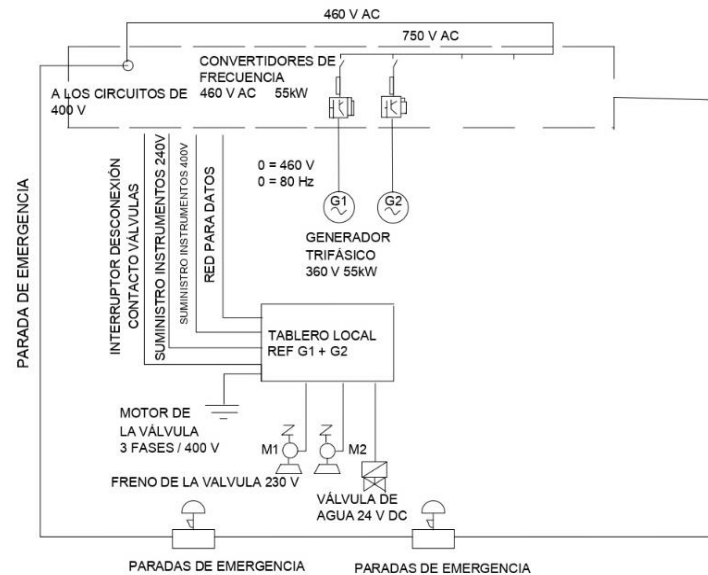 460 V AC
750 V AC
CONVERTIDORES DE
FRECUENCIA
460 V AC 55kW
A LOS CIRCUITOS DE
400 V
PARADA DE EMERGENCIA
INTERRUPTOR DESCONEXIÓN
CONTACTO VÁLVULAS
SUMINISTRO INSTRUMENTOS 240V
SUMINISTRO INSTRUMENTOS 400V
RED PARA DATOS
0 = 460 V
0 = 80 Hz
G1
G2
GENERADOR
TRIFÁSICO
360 V 55kW
TABLERO LOCAL
REF G1 + G2
MOTOR DE
LA VÁLVULA
3 FASES / 400 V
M1
M2
FRENO DE LA VALVULA 230 V
VÁLVULA DE
AGUA 24 V DC
PARADAS DE EMERGENCIA
PARADAS DE EMERGENCIA